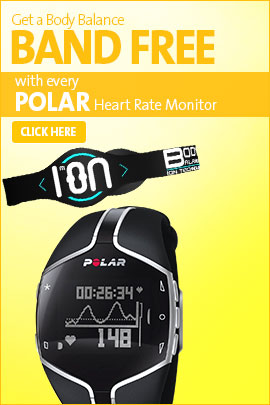 Get a Body Balance
BAND FREE
with every
POLAR Heart Rate Monitor
CLICK HERE
ION
POLAR
00:26:34
148